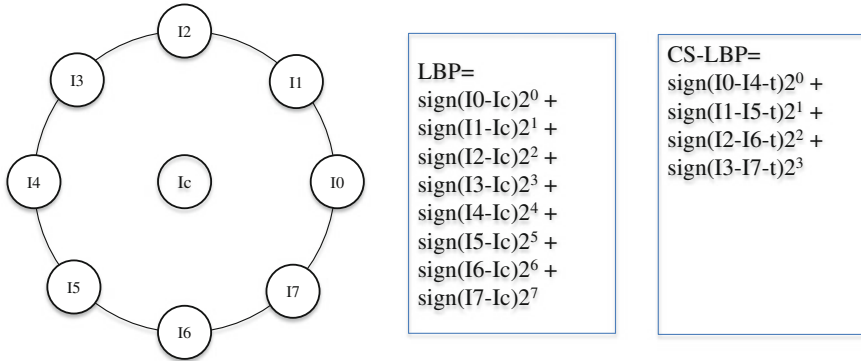 I2
I3
I1
I4
Ic
I0
I5
I7
I6
LBP=
sign(I0-Ic)2⁰ +
sign(I1-Ic)2¹ +
sign(I2-Ic)2² +
sign(I3-Ic)2³ +
sign(I4-Ic)2⁴ +
sign(I5-Ic)2⁵ +
sign(I6-Ic)2⁶ +
sign(I7-Ic)2⁷
CS-LBP=
sign(I0-I4-t)2⁰ +
sign(I1-I5-t)2¹ +
sign(I2-I6-t)2² +
sign(I3-I7-t)2³